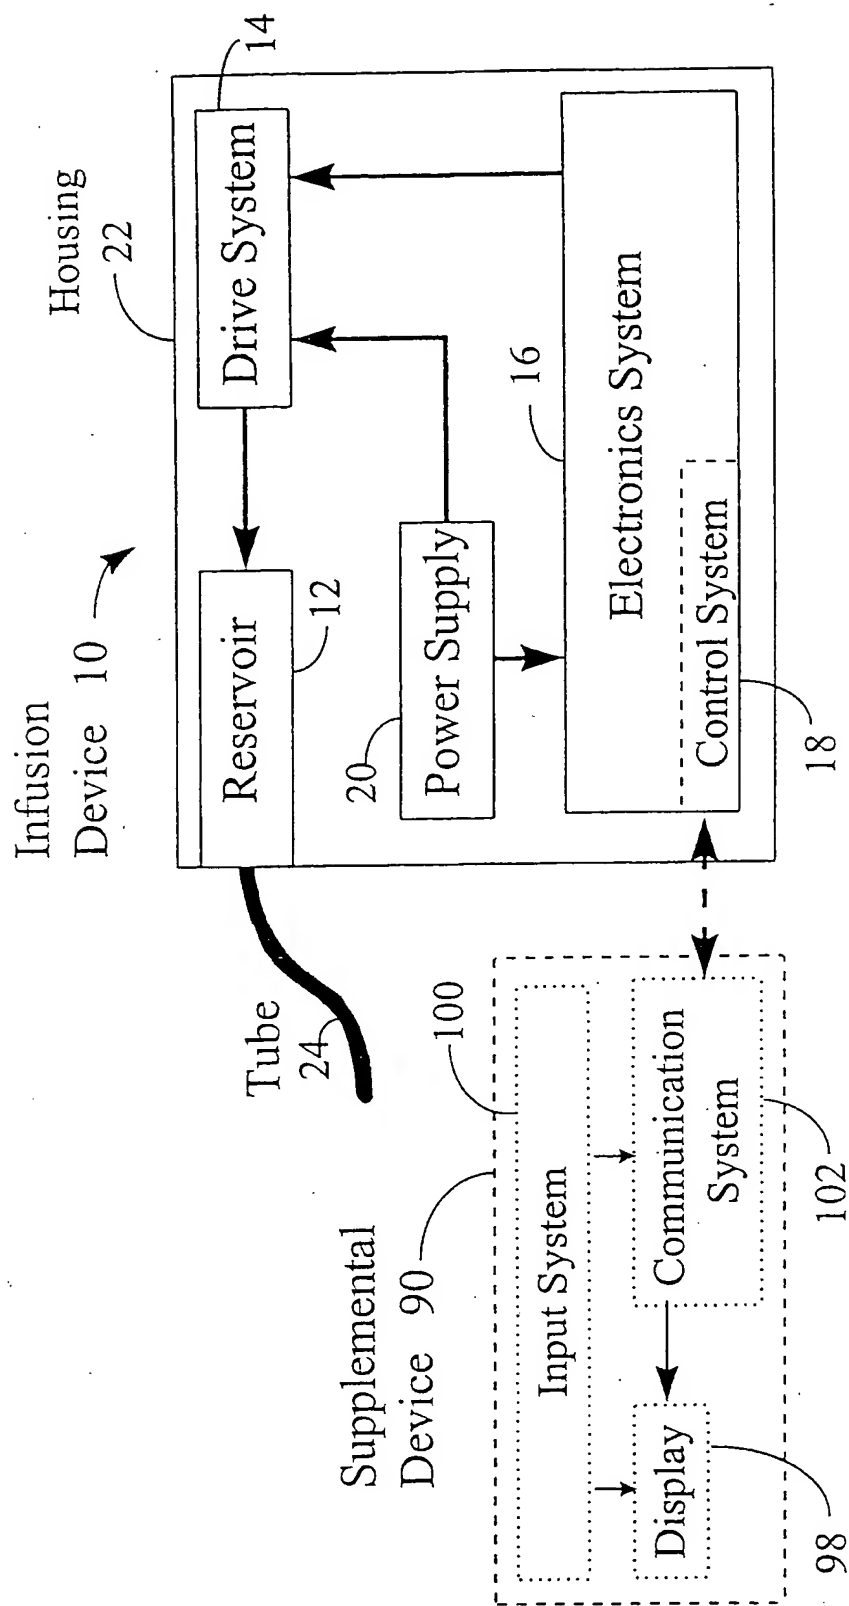 Infusion
Device 10
Housing
22
14
Drive System
Reservoir
12
Tube
24
20
Power Supply
16
Electronics System
Control System
18
Supplemental
Device 90
100
Input System
Communication
System
102
Display
98